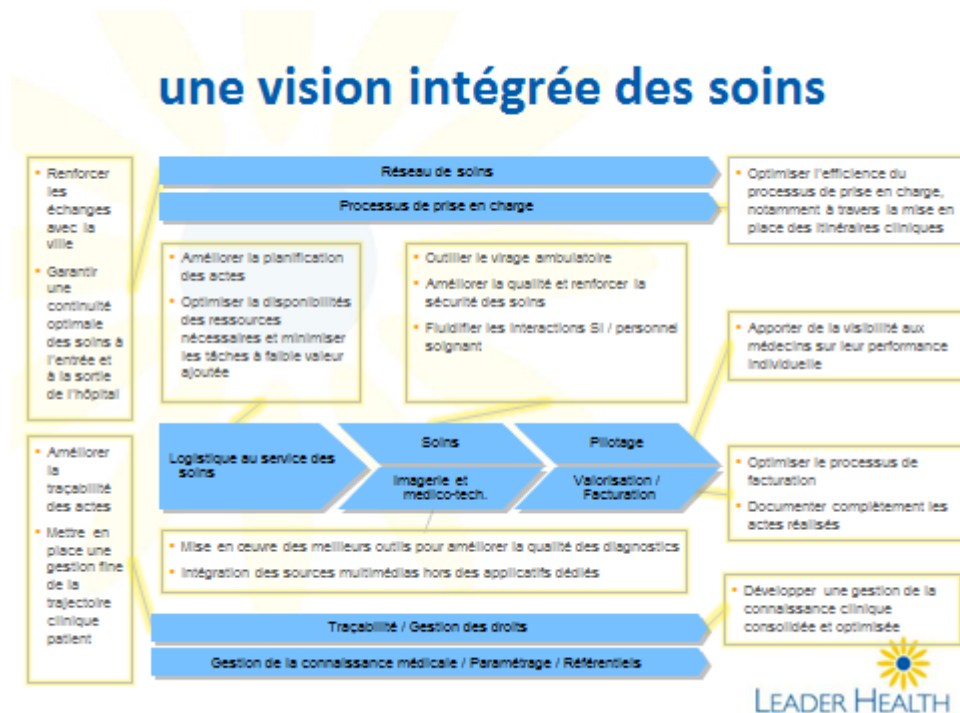 une vision intégrée des soins
Réseau de soins
Processus de prise en charge
Renforcer
les
échanges
avec la
ville
Garantir
une
continuité
optimale
des soins à
l'entrée et
à la sortie
de l'hôpital
Optimiser l'efficience du
processus de prise en charge,
notamment à travers la mise en
place des itinéraires cliniques
Améliorer la planification
des actes
Optimiser la disponibilités
des ressources
nécessaires et minimiser
les tâches à faible valeur
ajoutée
Outiller le virage ambulatoire
Améliorer la qualité et renforcer la
sécurité des soins
Fluidifier les interactions SI / personnel
soignant
Apporter de la visibilité aux
médecins sur leur performance
individuelle
Logistique au service des
soins
Soins
Imagerie et
medico-tech.
Pilotage
Valorisation /
Facturation
Améliorer
la
traçabilité
des actes
Mettre en
place une
gestion fine
de la
trajectoire
clinique
patient
Optimiser le processus de
facturation
Documenter complètement les
actes réalisés
Mise en œuvre des meilleurs outils pour améliorer la qualité des diagnostics
Intégration des sources multimédias hors des applicatifs dédiés
Développer une gestion de la
connaissance clinique
consolidée et optimisée
Traçabilité / Gestion des droits
Gestion de la connaissance médicale / Paramétrage / Référentiels
LEADER HEALTH